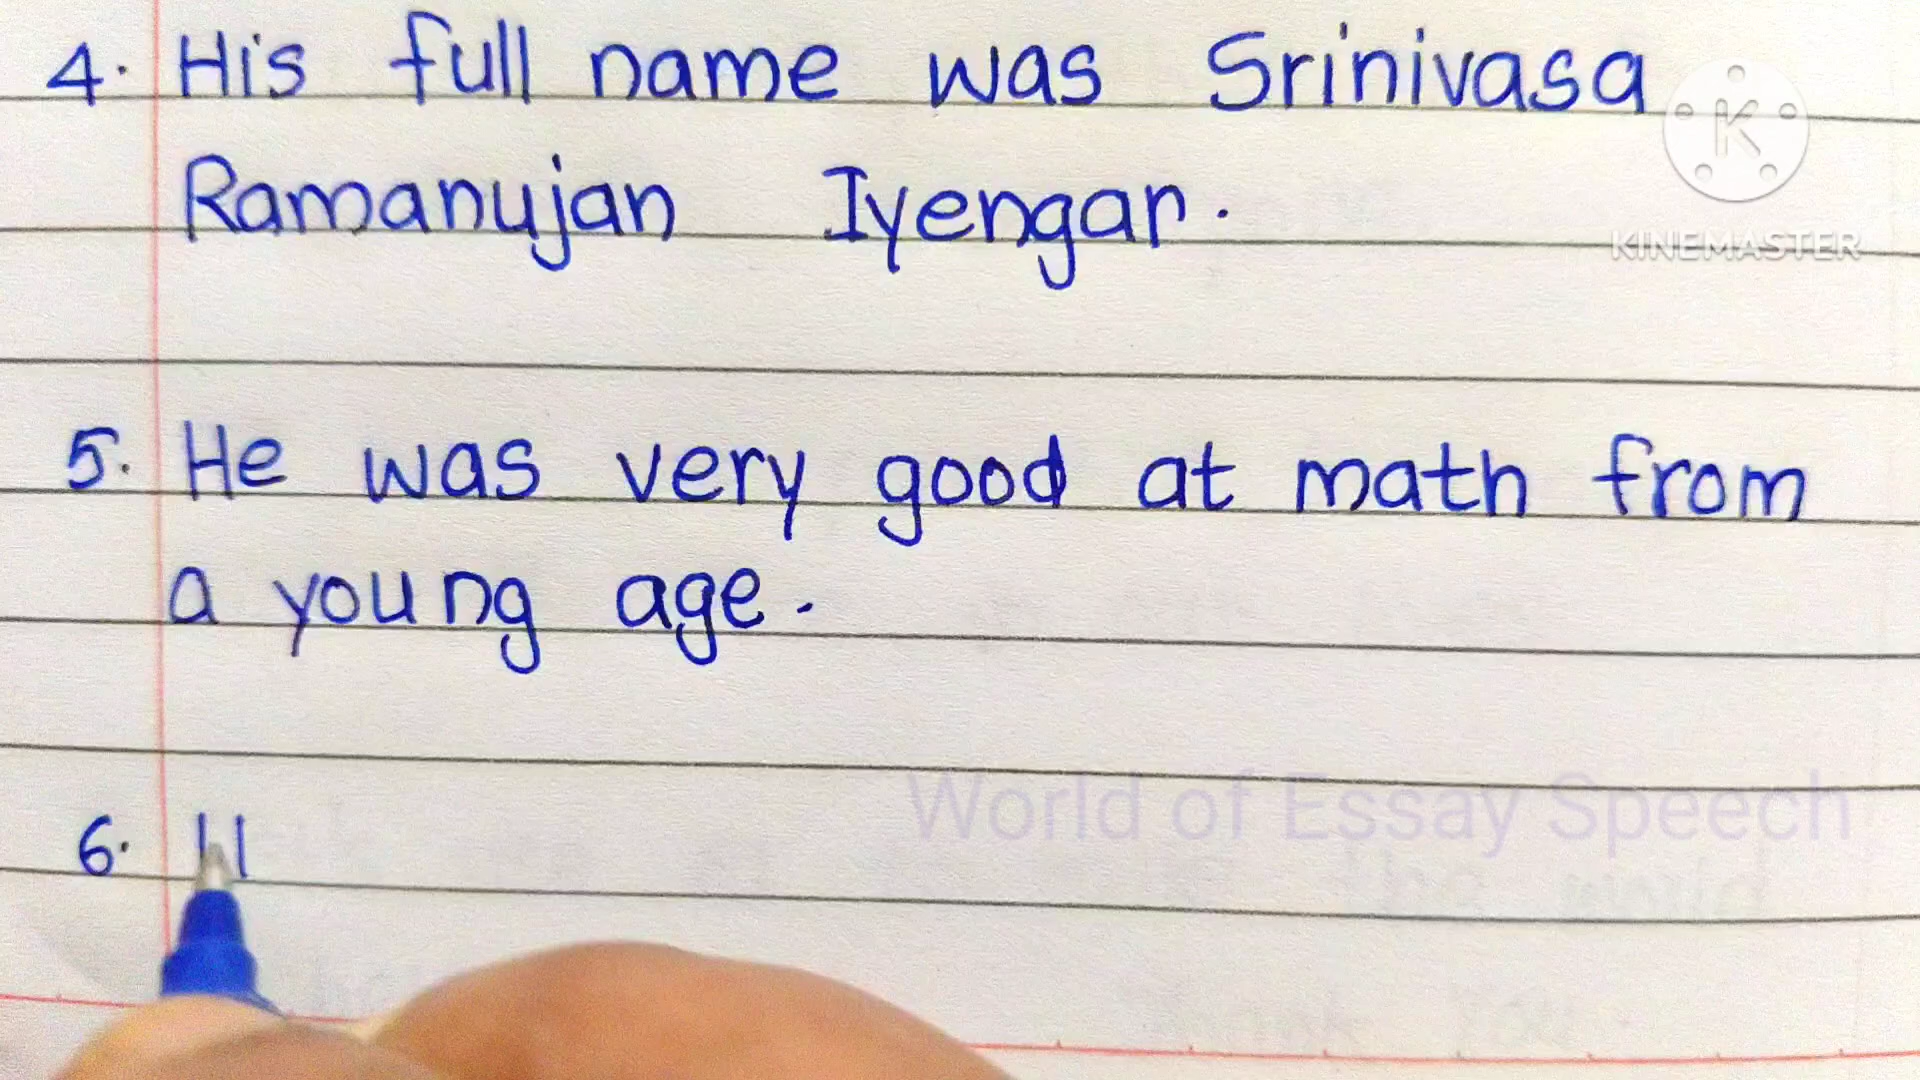 4. His full name was Srinivasa
Ramanujan Iyengar.
KINEMASTER
5. He was very good at math from
a young age.
World of Essay Speech
6.